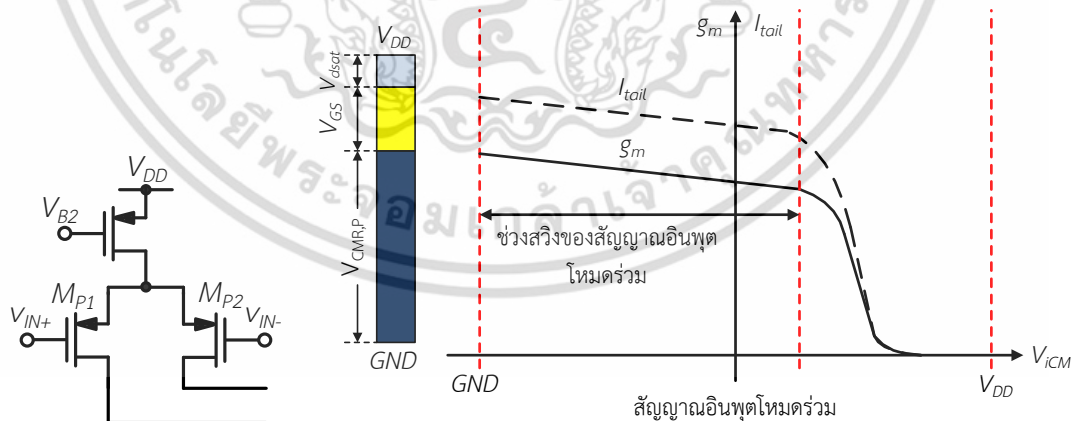 V_DD
V_dsat
V_GS
V_CMR,P
GND
V_DD
V_B2
M_P1
M_P2
V_IN+
V_IN-
g_m
I_tail
I_tail
g_m
ช่วงสวิงของสัญญาณอินพุต
โหมดร่วม
GND
V_DD
V_iCM
สัญญาณอินพุตโหมดร่วม